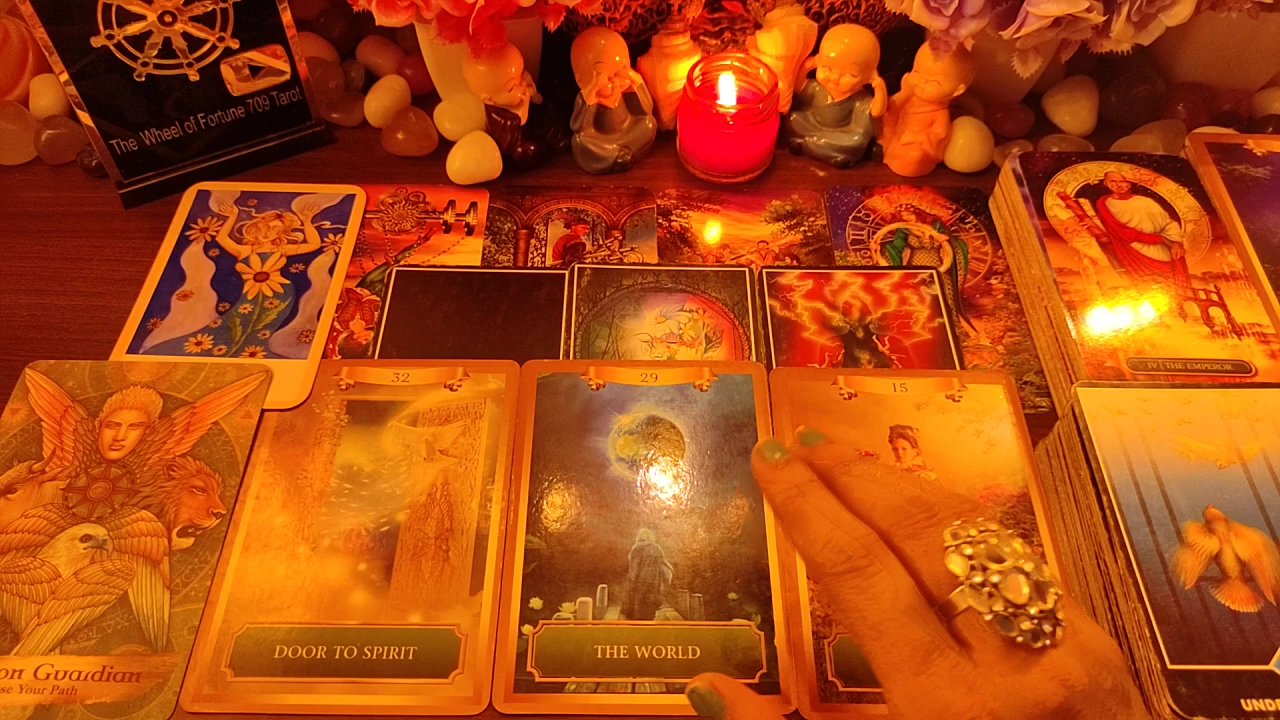 The Wheel of Fortune 709 Tarot
IV | THE EMPEROR
32
29
15
DOOR TO SPIRIT
THE WORLD
on Guardian
se Your Path
UND